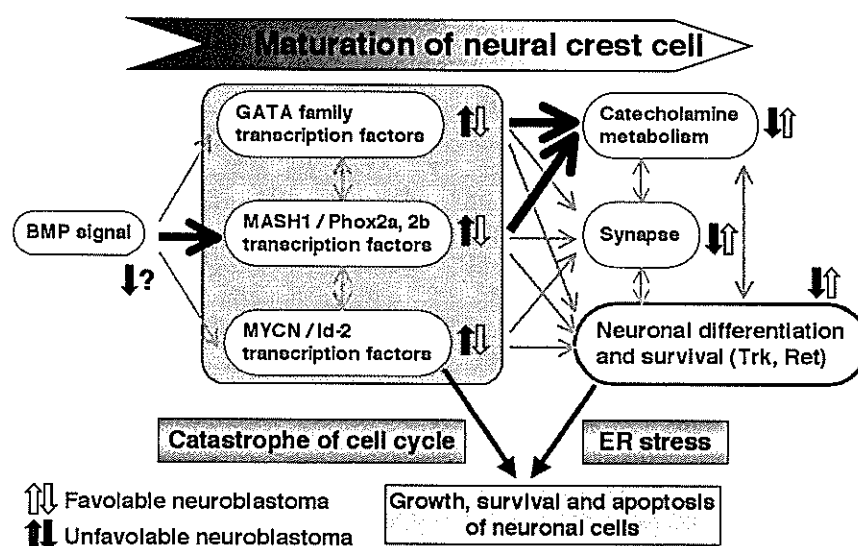 Maturation of neural crest cell
GATA family
transcription factors
MASH1 / Phox2a, 2b
transcription factors
MYCN / Id-2
transcription factors
BMP signal
?
Catecholamine
metabolism
Synapse
Neuronal differentiation
and survival (Trk, Ret)
Catastrophe of cell cycle
ER stress
Growth, survival and apoptosis
of neuronal cells
Favolable neuroblastoma
Unfavolable neuroblastoma